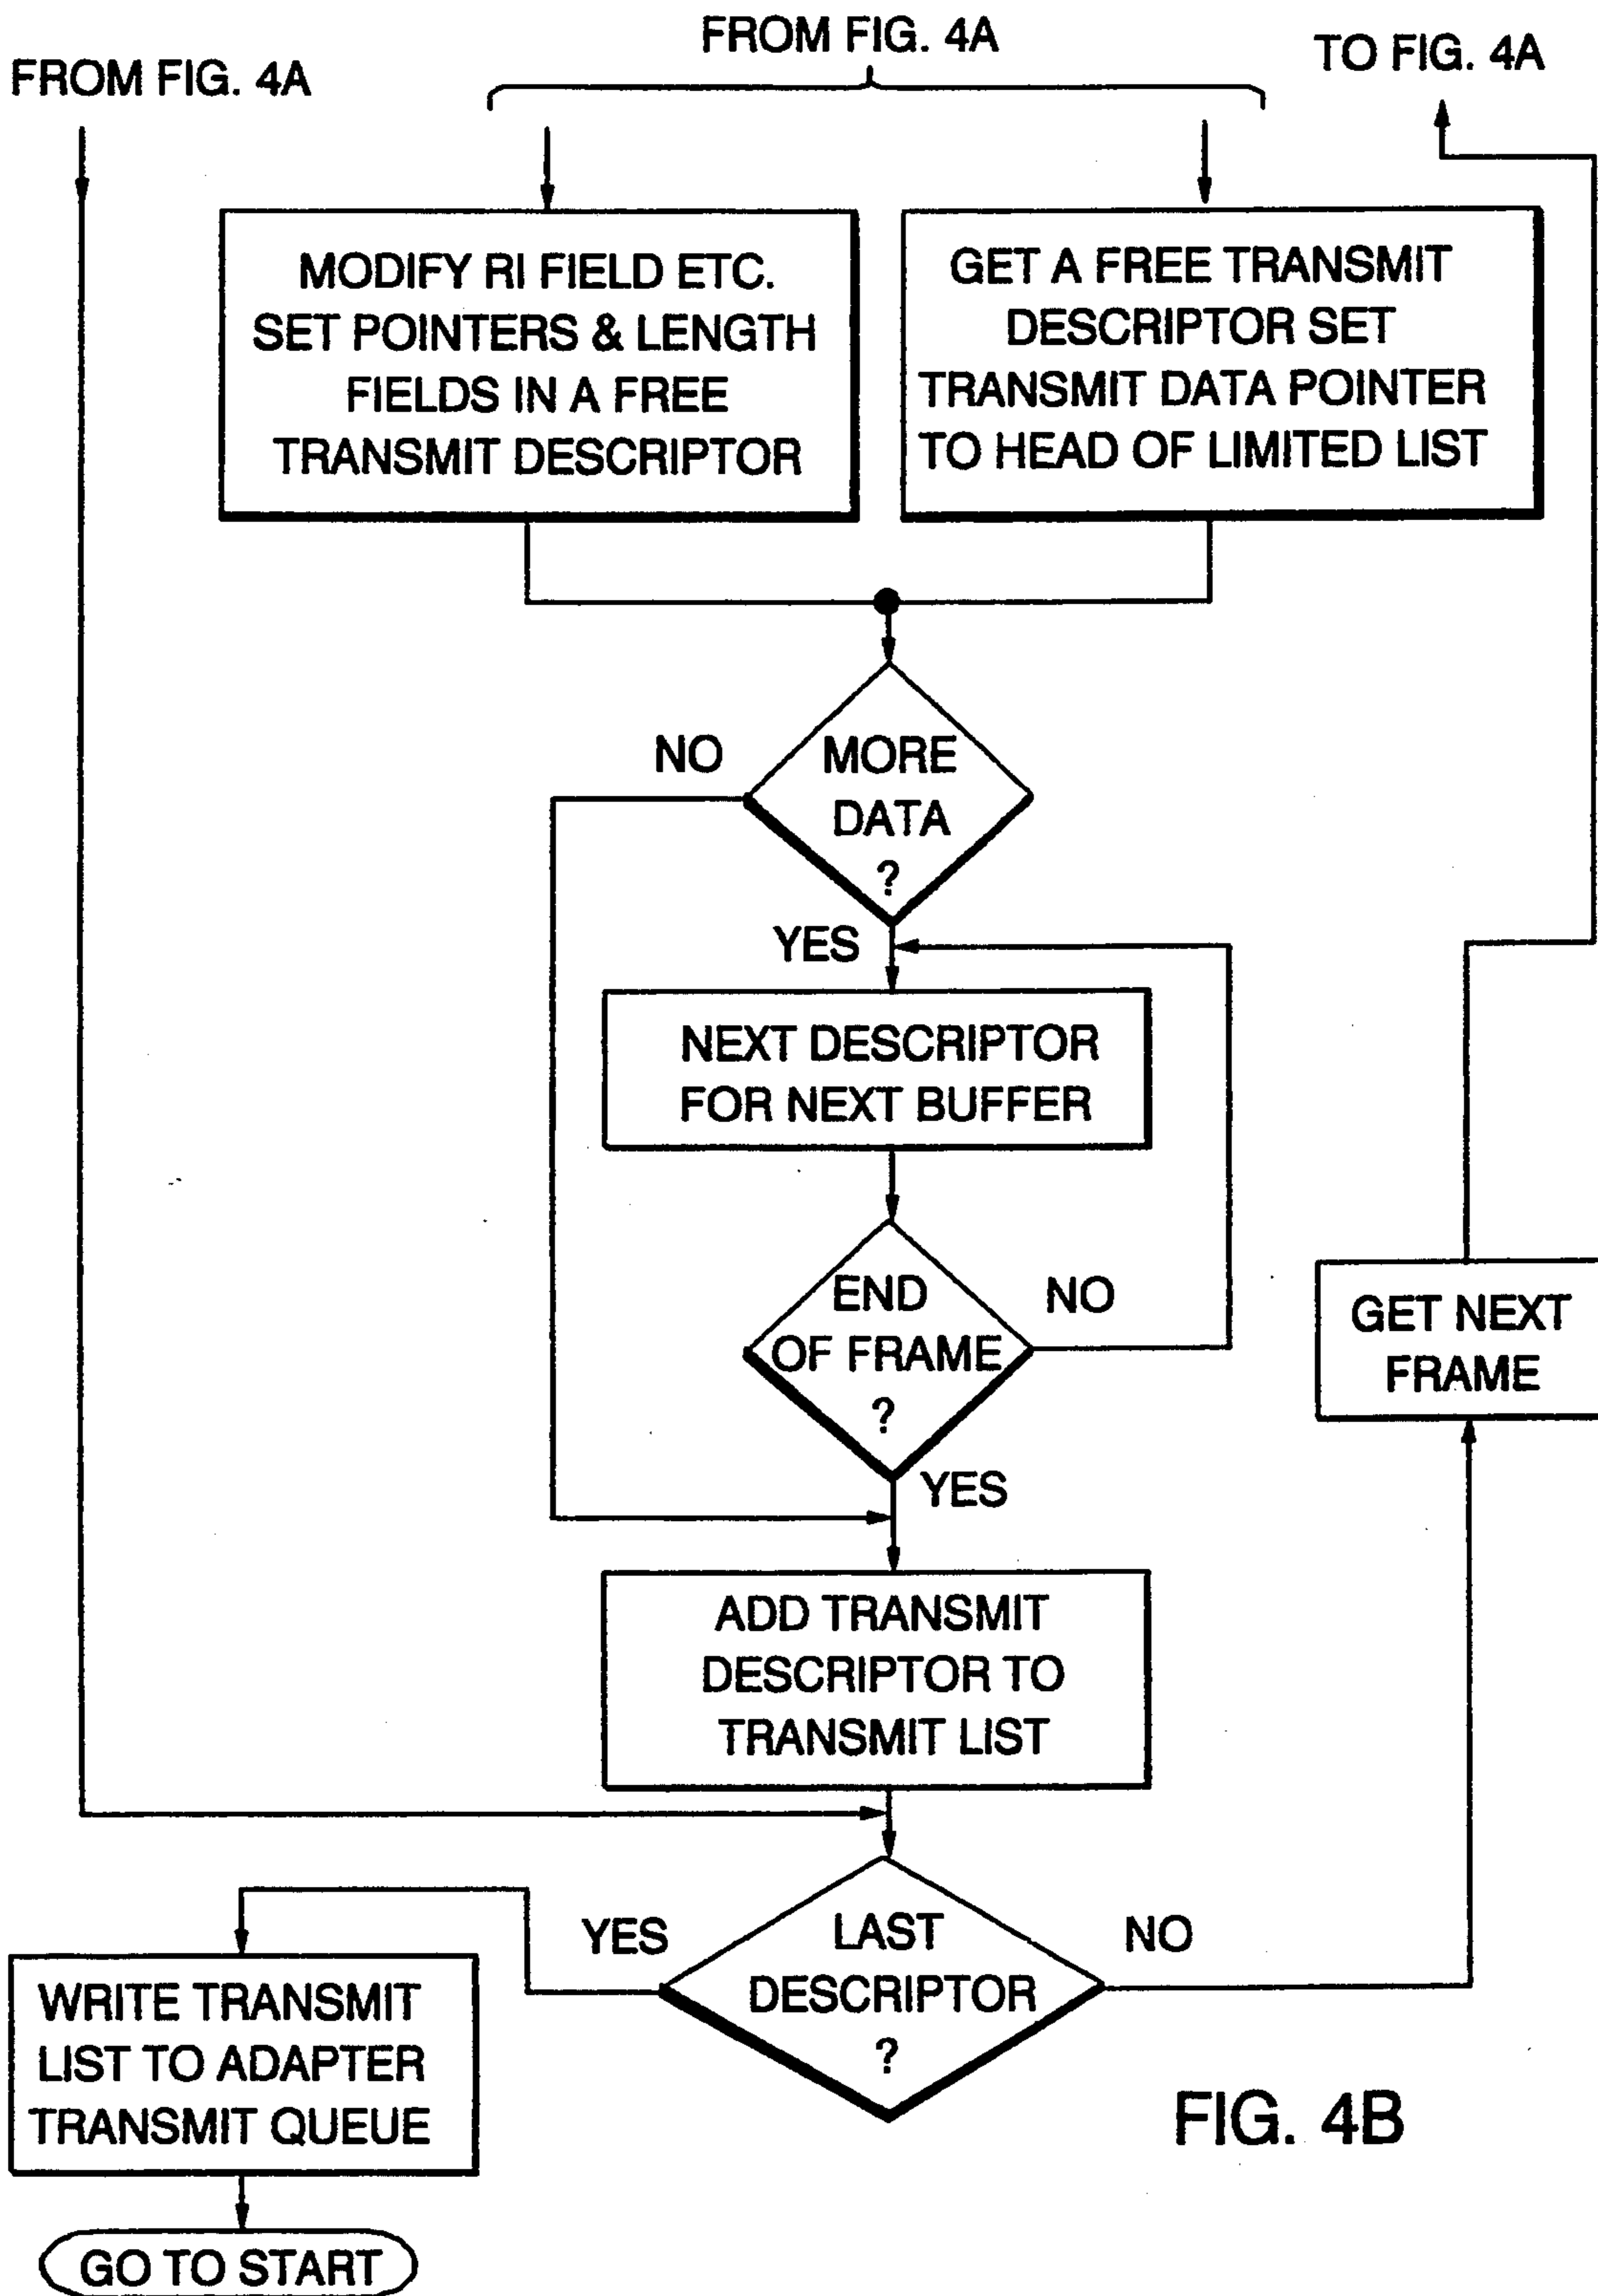 FROM FIG. 4A
FROM FIG. 4A
TO FIG. 4A
MODIFY RI FIELD ETC.
SET POINTERS & LENGTH
FIELDS IN A FREE
TRANSMIT DESCRIPTOR
GET A FREE TRANSMIT
DESCRIPTOR SET
TRANSMIT DATA POINTER
TO HEAD OF LIMITED LIST
NO
MORE
DATA
?
YES
NEXT DESCRIPTOR
FOR NEXT BUFFER
END
OF FRAME
?
NO
YES
GET NEXT
FRAME
ADD TRANSMIT
DESCRIPTOR TO
TRANSMIT LIST
YES
LAST
DESCRIPTOR
?
NO
WRITE TRANSMIT
LIST TO ADAPTER
TRANSMIT QUEUE
GO TO START
FIG. 4B